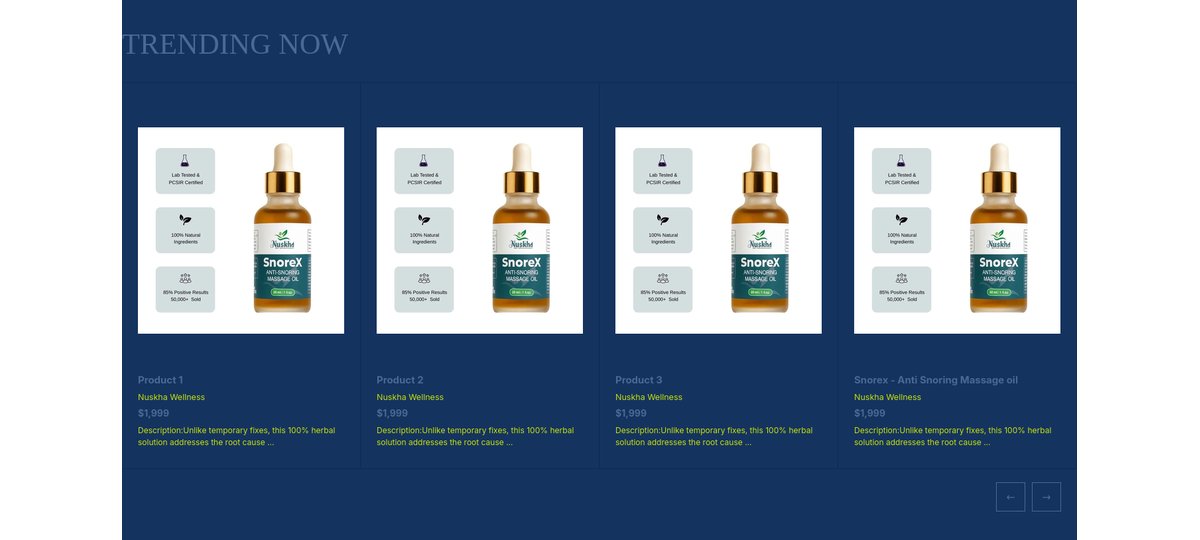 TRENDING NOW
Lab Tested &
PCSIR Certified
100% Natural
Ingredients
85% Positive Results
50,000+ Sold
Nuskha
SnoreX
ANTI-SNORING
MASSAGE OIL
Product 1
Nuskha Wellness
$1,999
Description:Unlike temporary fixes, this 100% herbal
solution addresses the root cause ...
Lab Tested &
PCSIR Certified
100% Natural
Ingredients
85% Positive Results
50,000+ Sold
Nuskha
SnoreX
ANTI-SNORING
MASSAGE OIL
Product 2
Nuskha Wellness
$1,999
Description:Unlike temporary fixes, this 100% herbal
solution addresses the root cause ...
Lab Tested &
PCSIR Certified
100% Natural
Ingredients
85% Positive Results
50,000+ Sold
Nuskha
SnoreX
ANTI-SNORING
MASSAGE OIL
Product 3
Nuskha Wellness
$1,999
Description:Unlike temporary fixes, this 100% herbal
solution addresses the root cause ...
Lab Tested &
PCSIR Certified
100% Natural
Ingredients
85% Positive Results
50,000+ Sold
Nuskha
SnoreX
ANTI-SNORING
MASSAGE OIL
Snorex - Anti Snoring Massage oil
Nuskha Wellness
$1,999
Description:Unlike temporary fixes, this 100% herbal
solution addresses the root cause ...